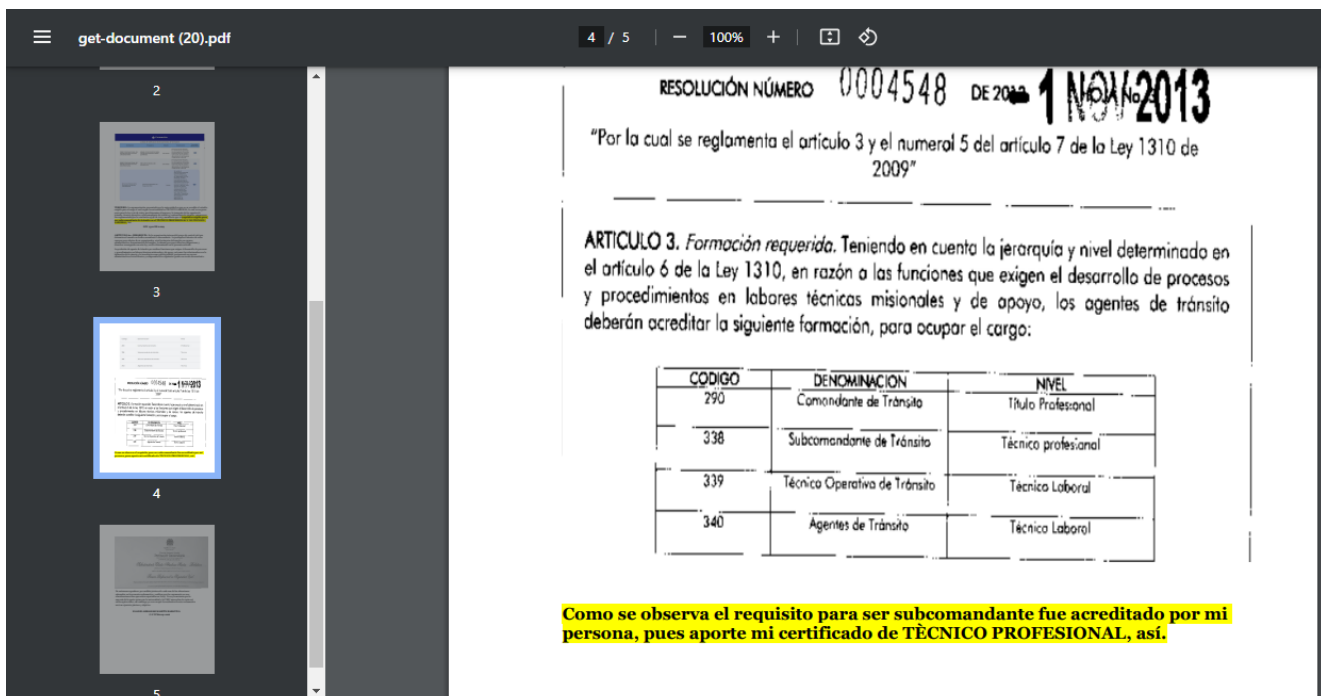 get-document (20).pdf
4 / 5
100%
2
3
4
5
RESOLUCIÓN NÚMERO 0004548 DE 1 NOV 2013
"Por la cual se reglamenta el artículo 3 y el numeral 5 del artículo 7 de la Ley 1310 de
2009"
ARTICULO 3. Formación requerida. Teniendo en cuenta la jerarquía y nivel determinado en
el artículo 6 de la Ley 1310, en razón a las funciones que exigen el desarrollo de procesos
y procedimientos en labores técnicas misionales y de apoyo, los agentes de tránsito
deberán acreditar la siguiente formación, para ocupar el cargo:
CODIGO DENOMINACION NIVEL
290 Comandante de Tránsito Título Profesional
338 Subcomandante de Tránsito Técnico profesional
339 Técnico Operativo de Tránsito Técnico Laboral
340 Agentes de Tránsito Técnico Laboral
Como se observa el requisito para ser subcomandante fue acreditado por mi
persona, pues aporte mi certificado de TÈCNICO PROFESIONAL, así.